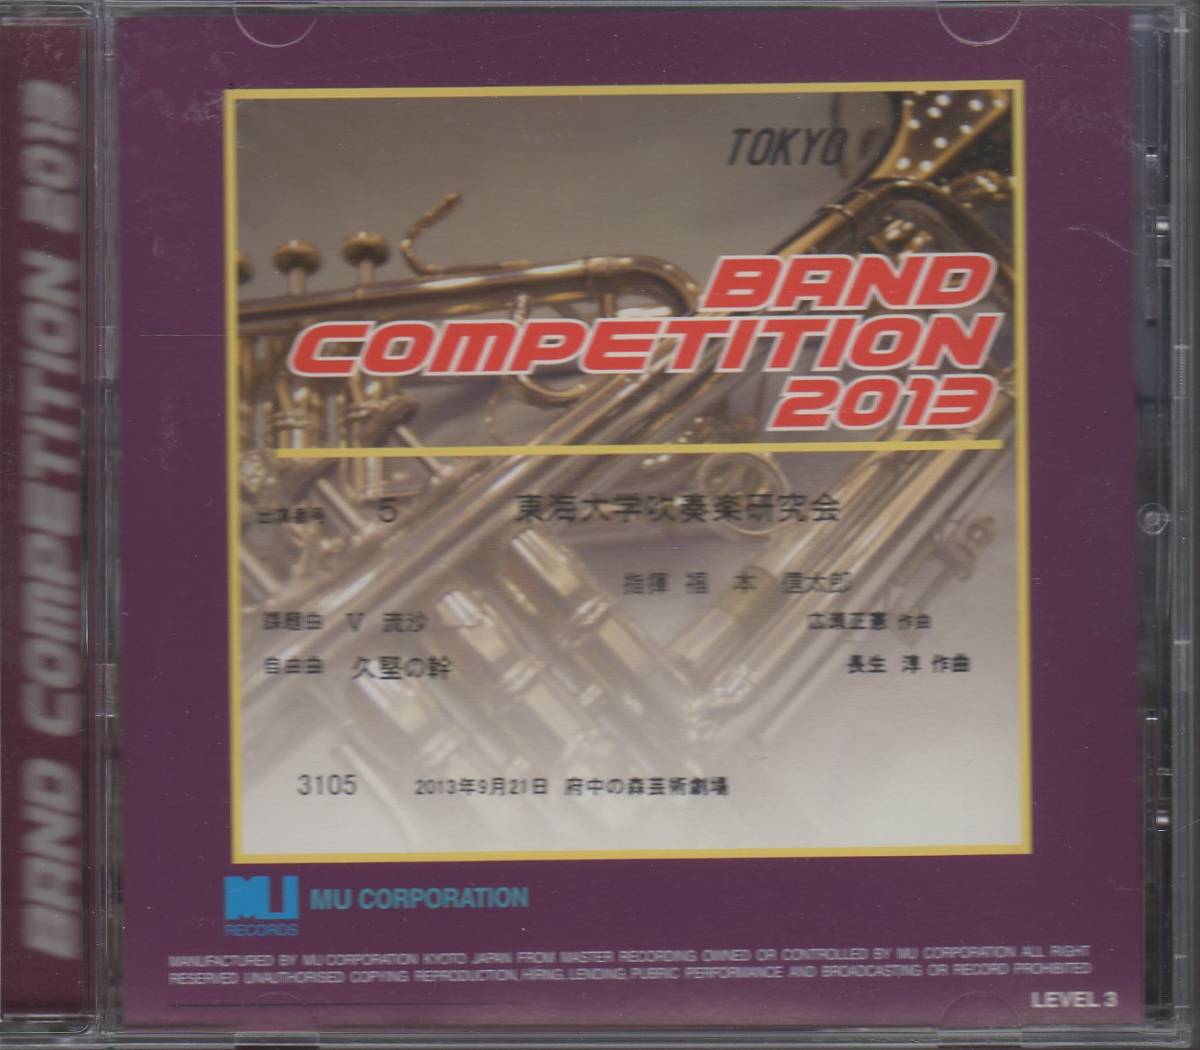 BAND COMPETITION 2013
TOKYO
BAND
COMPETITION
2013
出演番号 5 東海大学吹奏楽研究会
指揮 福 本 信太郎
課題曲 V 流沙 広瀬正憲 作曲
自由曲 久堅の幹 長生 淳 作曲
3105 2013年9月21日 府中の森芸術劇場
MU
RECORDS
MU CORPORATION
MANUFACTURED BY MU CORPORATION KYOTO JAPAN FROM MASTER RECORDING OWNED OR CONTROLLED BY MU CORPORATION ALL RIGHT
RESERVED UNAUTHORISED COPYING REPRODUCTION, HIRING, LENDING, PUBRIC PERFORMANCE AND BROADCASTING OR RECORD PROHIBITED
LEVEL 3